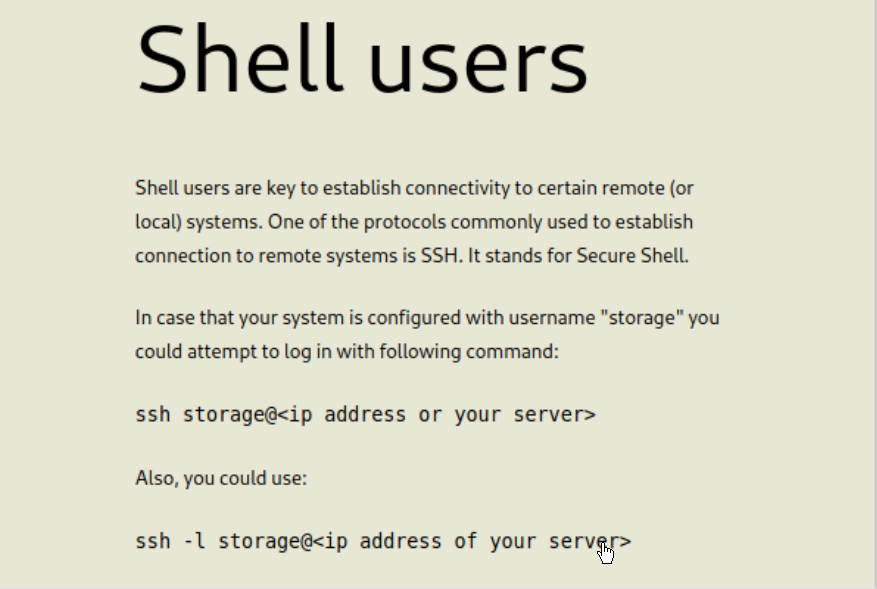 Shell users
Shell users are key to establish connectivity to certain remote (or
local) systems. One of the protocols commonly used to establish
connection to remote systems is SSH. It stands for Secure Shell.
In case that your system is configured with username "storage" you
could attempt to log in with following command:
ssh storage@<ip address or your server>
Also, you could use:
ssh -l storage@<ip address of your server>